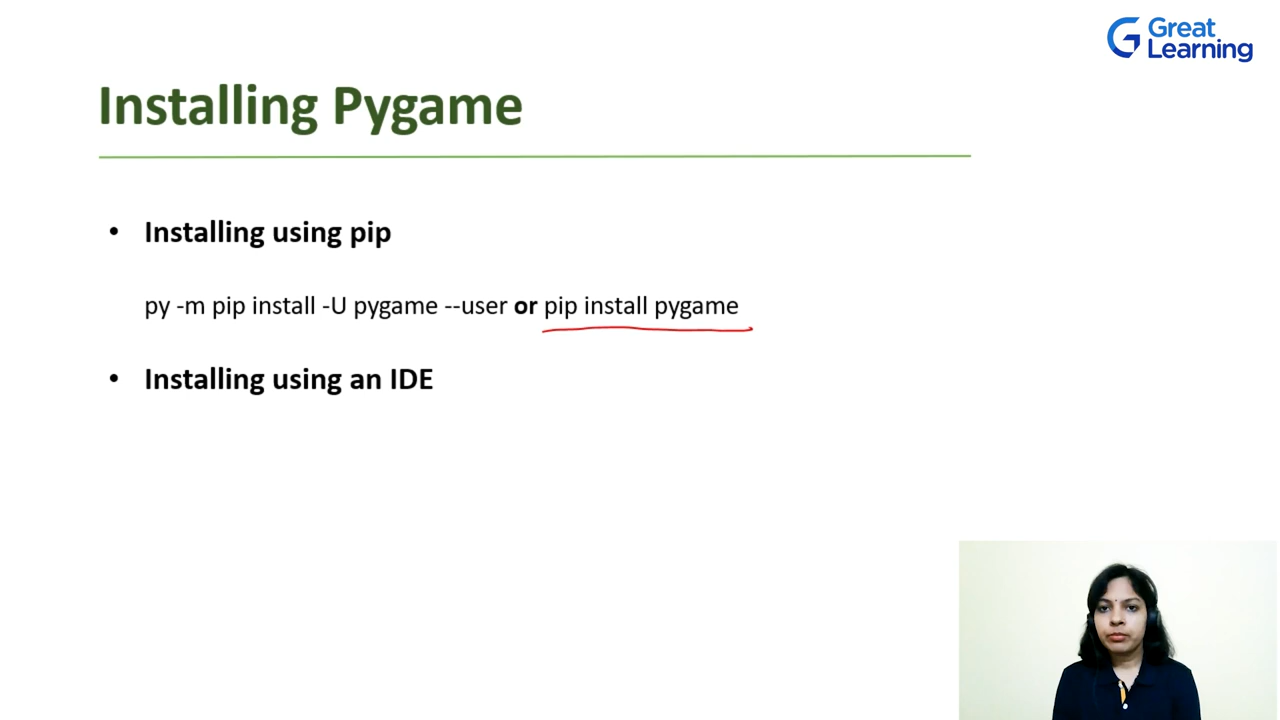 Great
Learning
Installing Pygame
• Installing using pip
py -m pip install -U pygame --user or pip install pygame
• Installing using an IDE